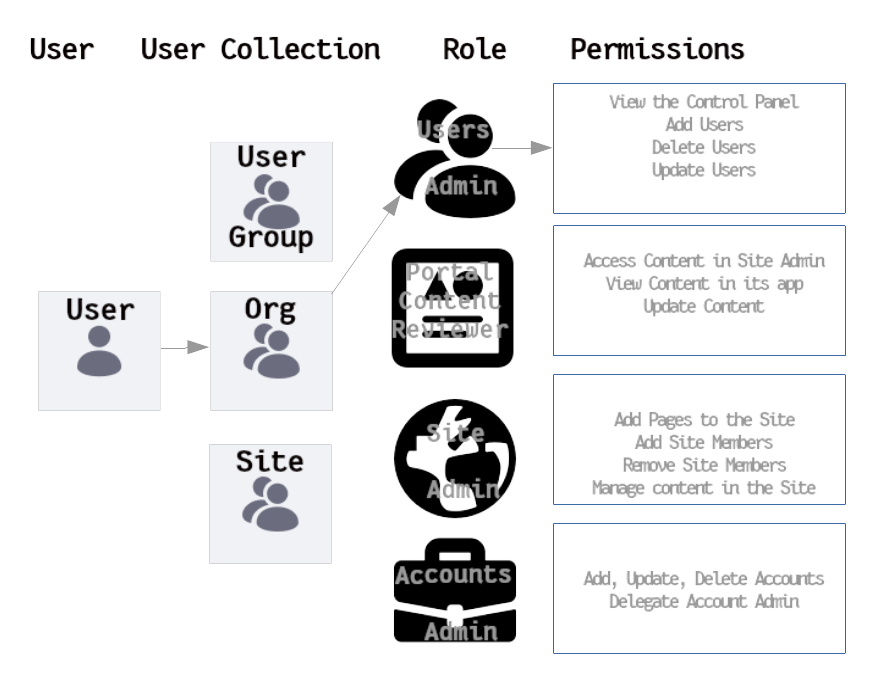 User User Collection Role Permissions
User
Group
User
Org
Site
Users
Admin
View the Control Panel
Add Users
Delete Users
Update Users
Portal
Content
Reviewer
Access Content in Site Admin
View Content in its app
Update Content
Site
Admin
Add Pages to the Site
Add Site Members
Remove Site Members
Manage content in the Site
Accounts
Admin
Add, Update, Delete Accounts
Delegate Account Admin